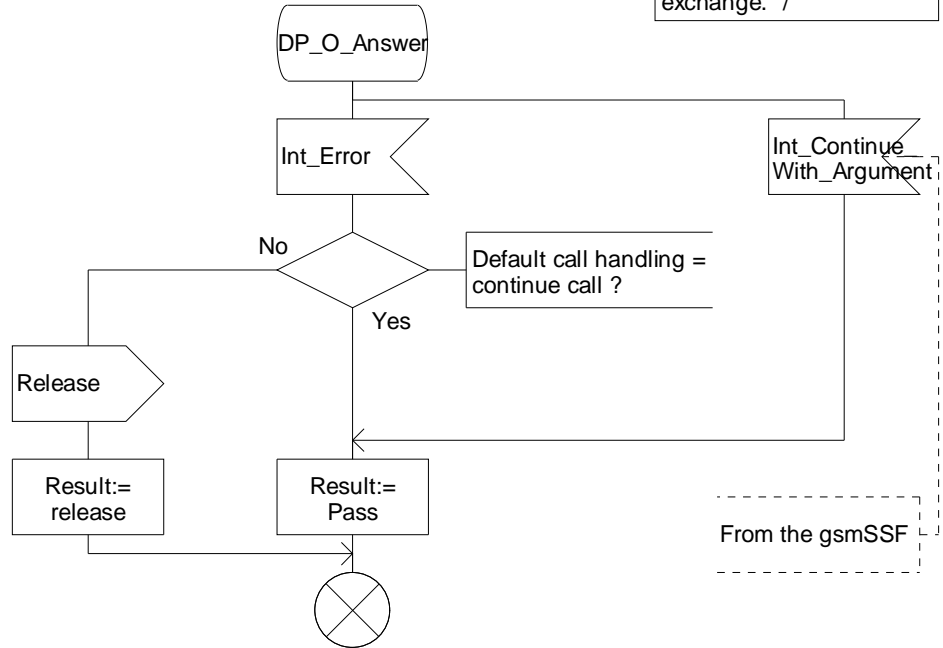 exchange. */
DP_O_Answer
Int_Error
Int_Continue_
With_Argument
No
Default call handling =
continue call ?
Yes
Release
Result:=
release
Result:=
Pass
From the gsmSSF